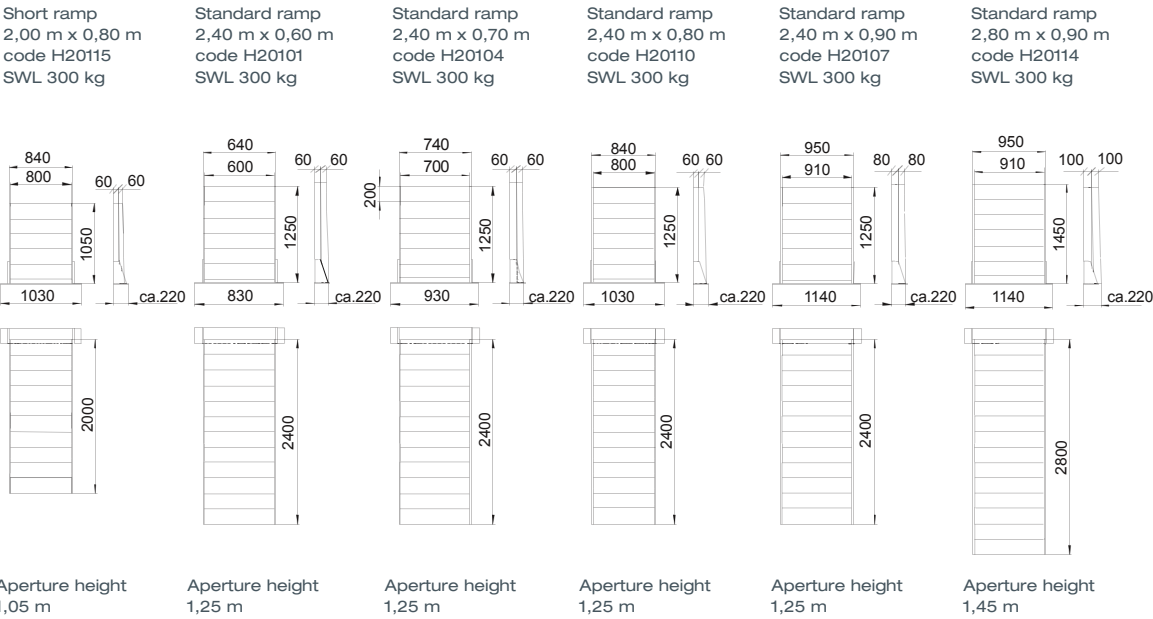 Short ramp
2,00 m x 0,80 m
code H20115
SWL 300 kg
Standard ramp
2,40 m x 0,60 m
code H20101
SWL 300 kg
Standard ramp
2,40 m x 0,70 m
code H20104
SWL 300 kg
Standard ramp
2,40 m x 0,80 m
code H20110
SWL 300 kg
Standard ramp
2,40 m x 0,90 m
code H20107
SWL 300 kg
Standard ramp
2,80 m x 0,90 m
code H20114
SWL 300 kg
840
800
60 60
1050
1030
ca.220
2000
640
600
60 60
1250
830
ca.220
2400
740
700
60 60
200
1250
930
ca.220
2400
840
800
60 60
1250
1030
ca.220
2400
950
910
80 80
1250
1140
ca.220
2400
950
910
100 100
1450
1140
ca.220
2800
Aperture height
1,05 m
Aperture height
1,25 m
Aperture height
1,25 m
Aperture height
1,25 m
Aperture height
1,25 m
Aperture height
1,45 m